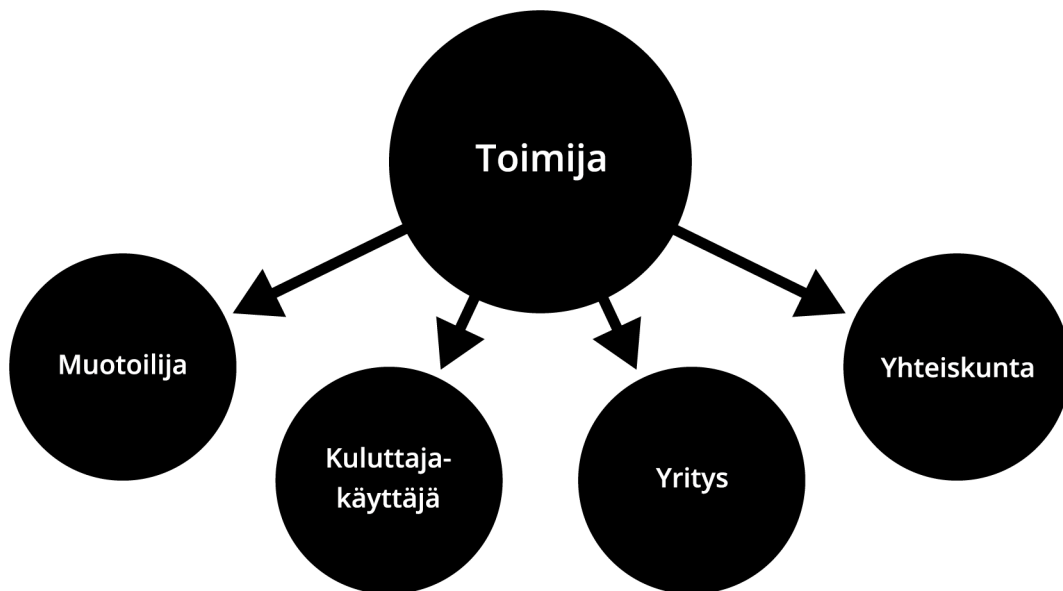 Toimija
Muotoilija
Kuluttaja-
käyttäjä
Yritys
Yhteiskunta